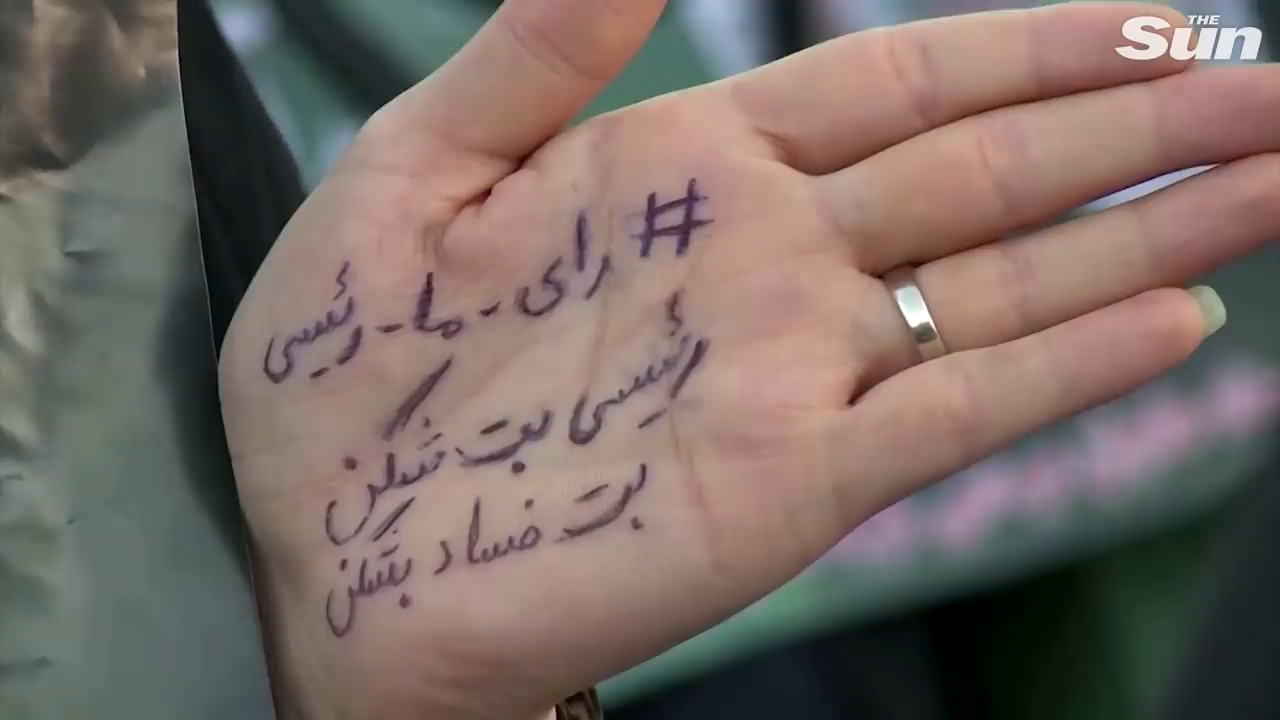 THE
Sun
#رای-ما-رئیسی
رئیسی بت شکن
بت فساد بشکن